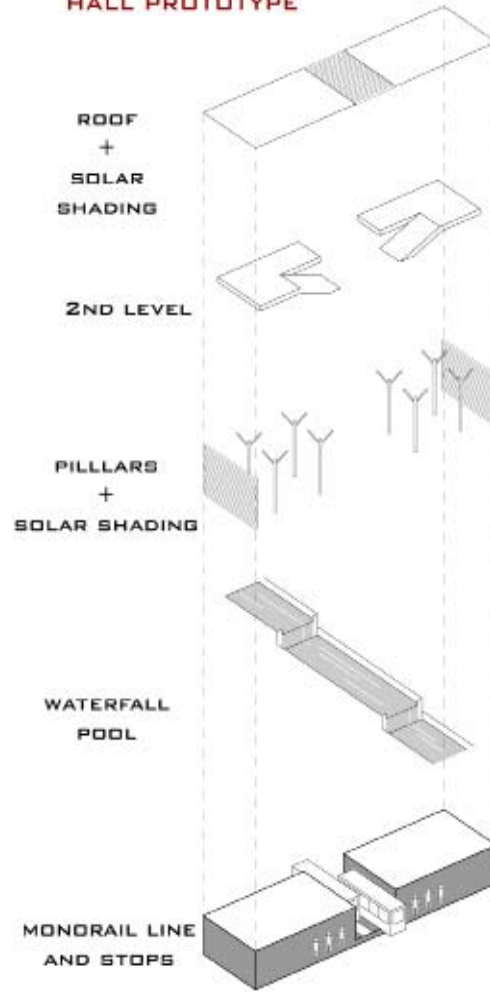 HALL PROTOTYPE
ROOF
+
SOLAR
SHADING
2ND LEVEL
PILLLARS
+
SOLAR SHADING
WATERFALL
POOL
MONORAIL LINE
AND STOPS